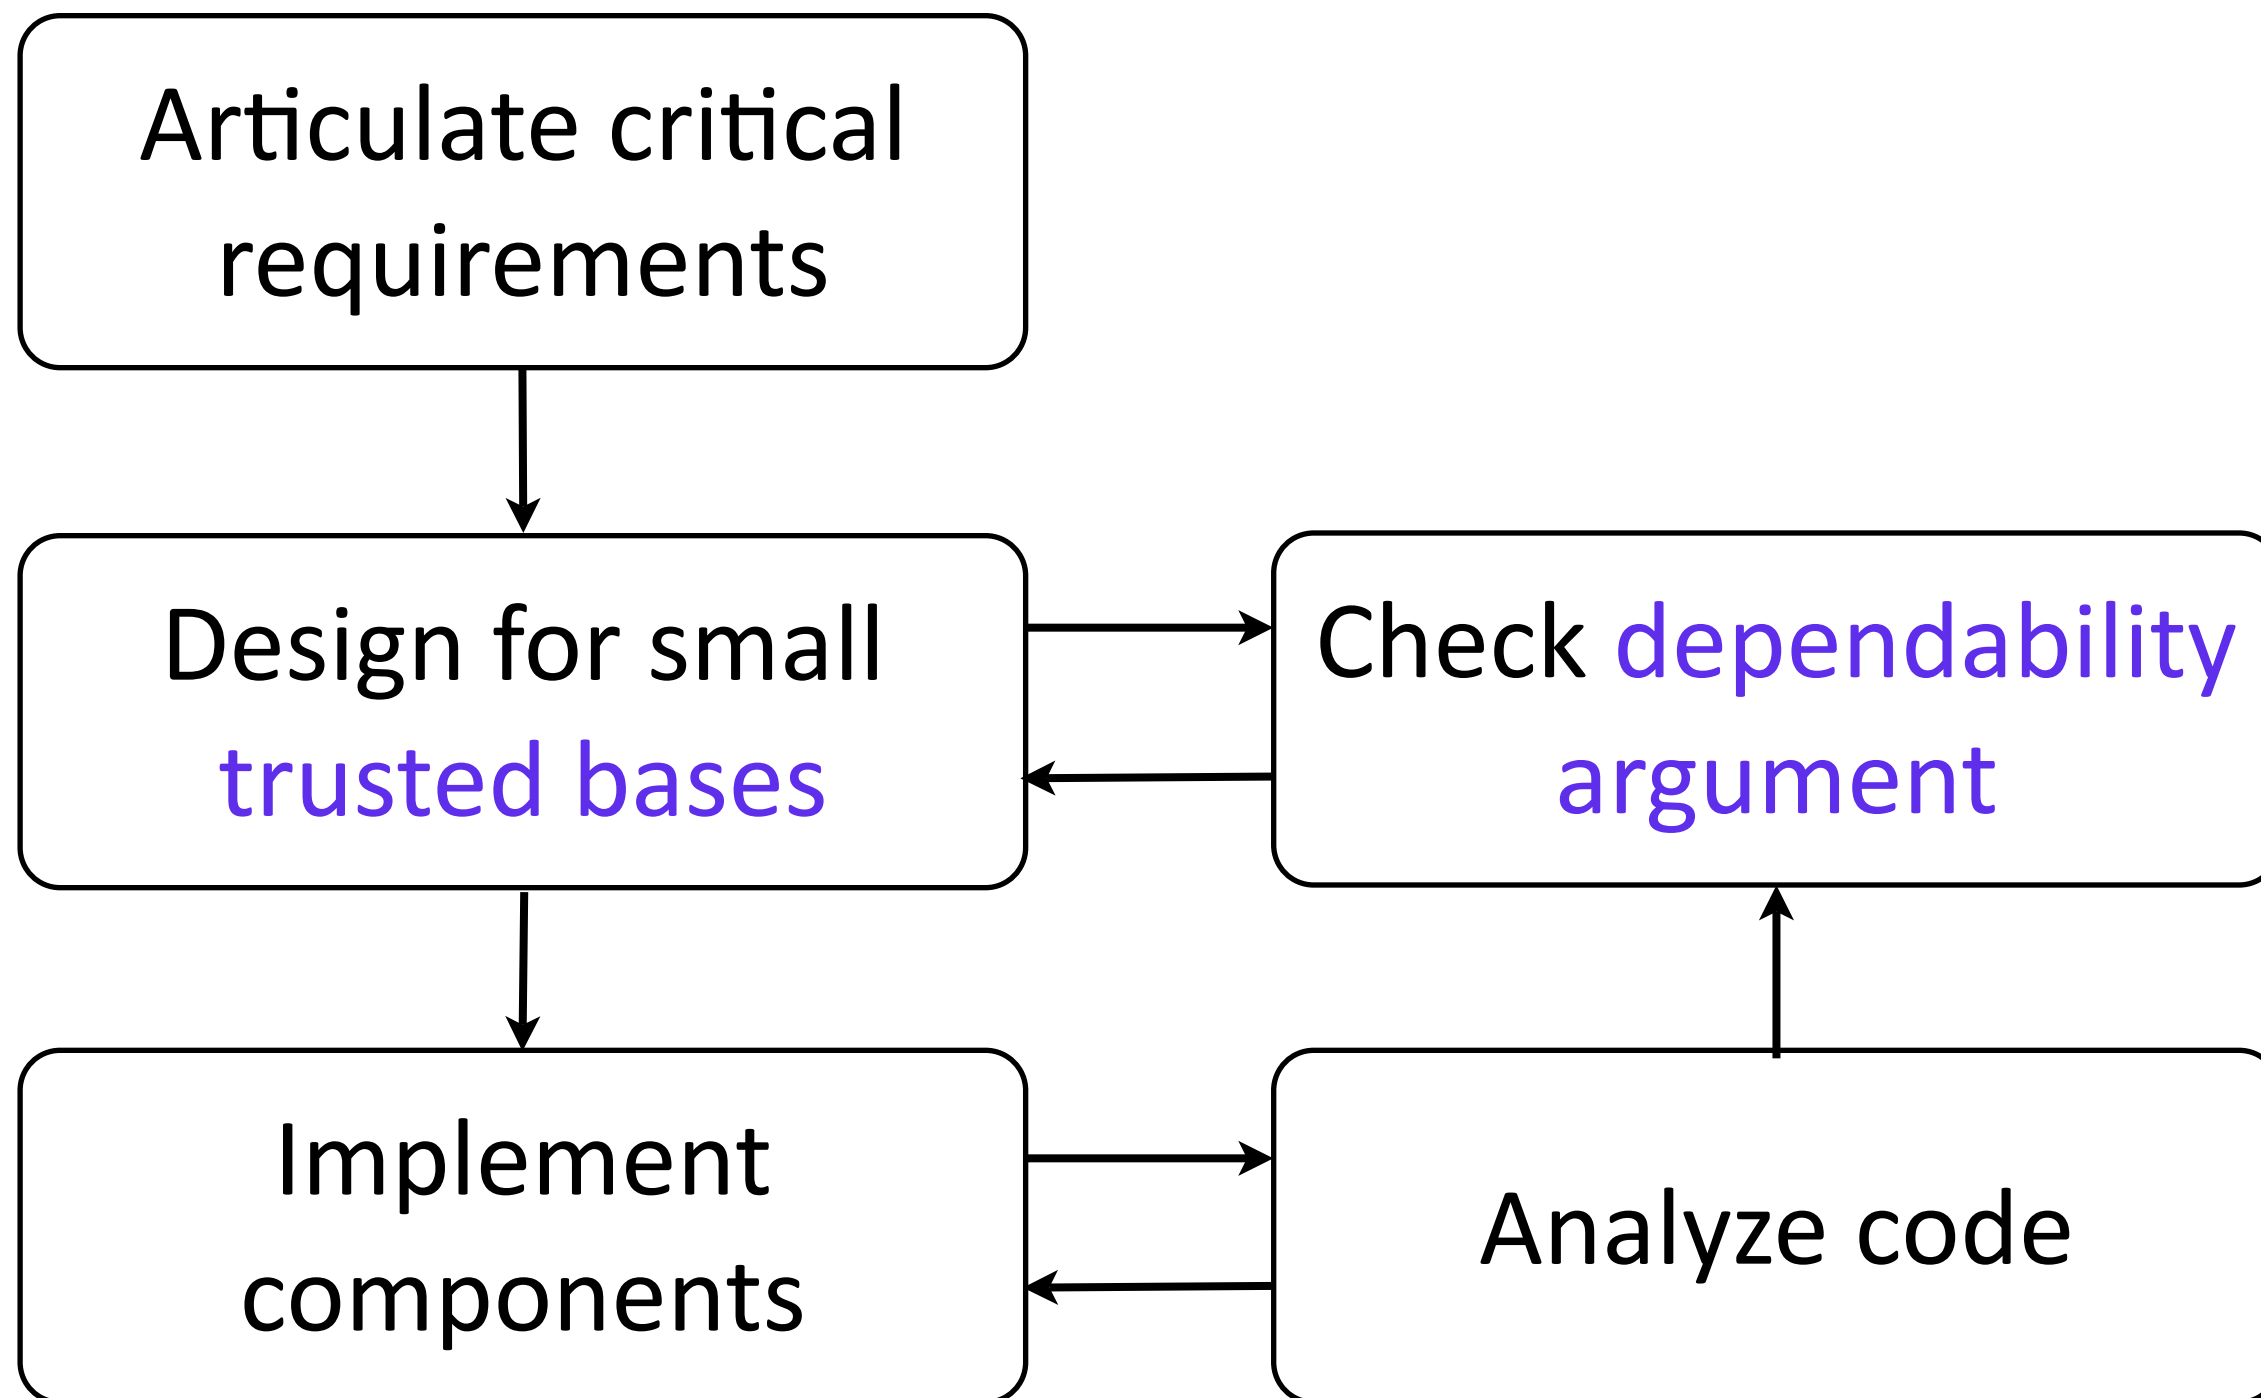 Articulate critical
requirements
Design for small
trusted bases
Check dependability
argument
Implement
components
Analyze code